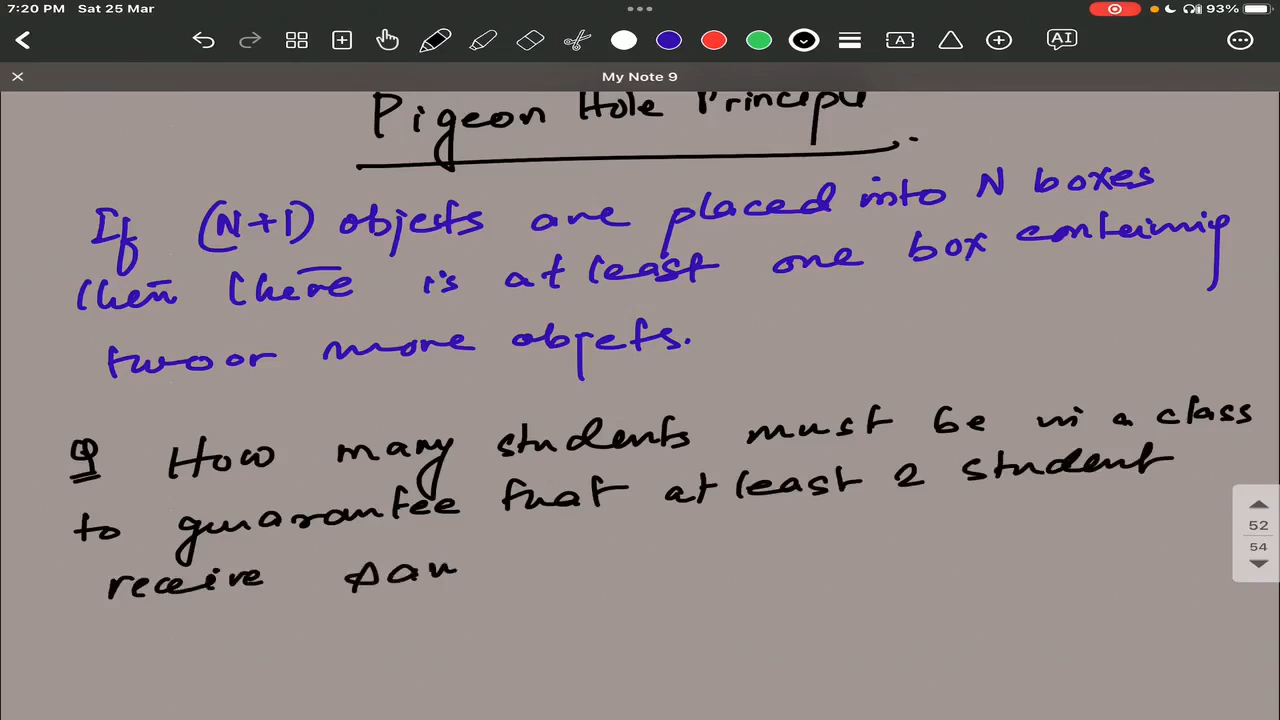 7:20 PM Sat 25 Mar
93%
A
AI
My Note 9
Pigeon Hole Principle
If (N+1) objects are placed into N boxes
then there is at least one box containing
two or more objects.
Q How many students must be in a class
to guarantee that at least 2 student
receive sam
52
54